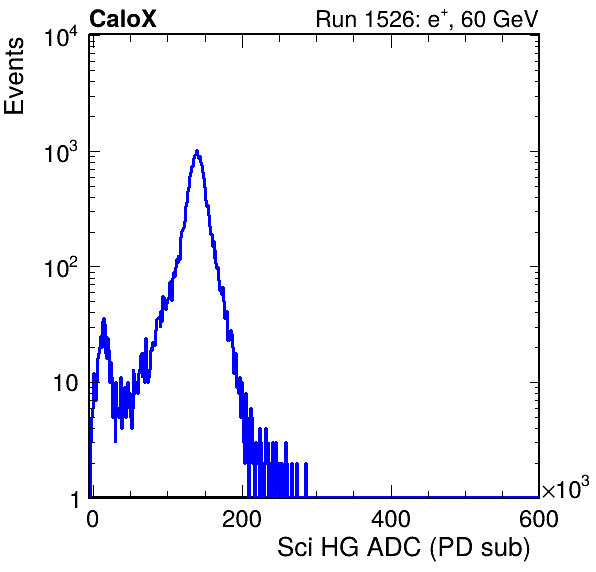 CaloX Run 1526: e⁺, 60 GeV
Events
10⁴
10³
10²
10
1
0 200 400 600
×10³
Sci HG ADC (PD sub)